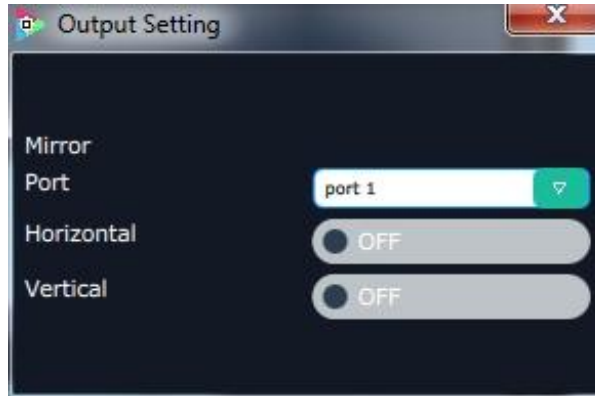 Output Setting
Mirror
Port port 1
Horizontal OFF
Vertical OFF